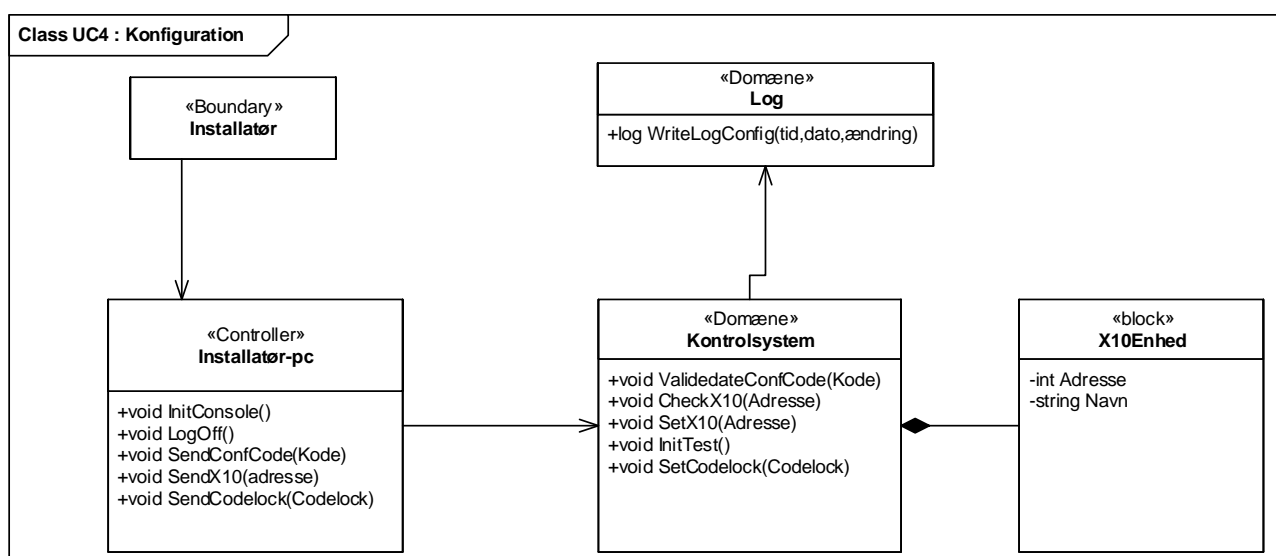 Class UC4 : Konfiguration
«Boundary»
Installatør
«Domæne»
Log
+log WriteLogConfig(tid,dato,ændring)
«Controller»
Installatør-pc
+void InitConsole()
+void LogOff()
+void SendConfCode(Kode)
+void SendX10(adresse)
+void SendCodelock(Codelock)
«Domæne»
Kontrolsystem
+void ValidedateConfCode(Kode)
+void CheckX10(Adresse)
+void SetX10(Adresse)
+void InitTest()
+void SetCodelock(Codelock)
«block»
X10Enhed
-int Adresse
-string Navn